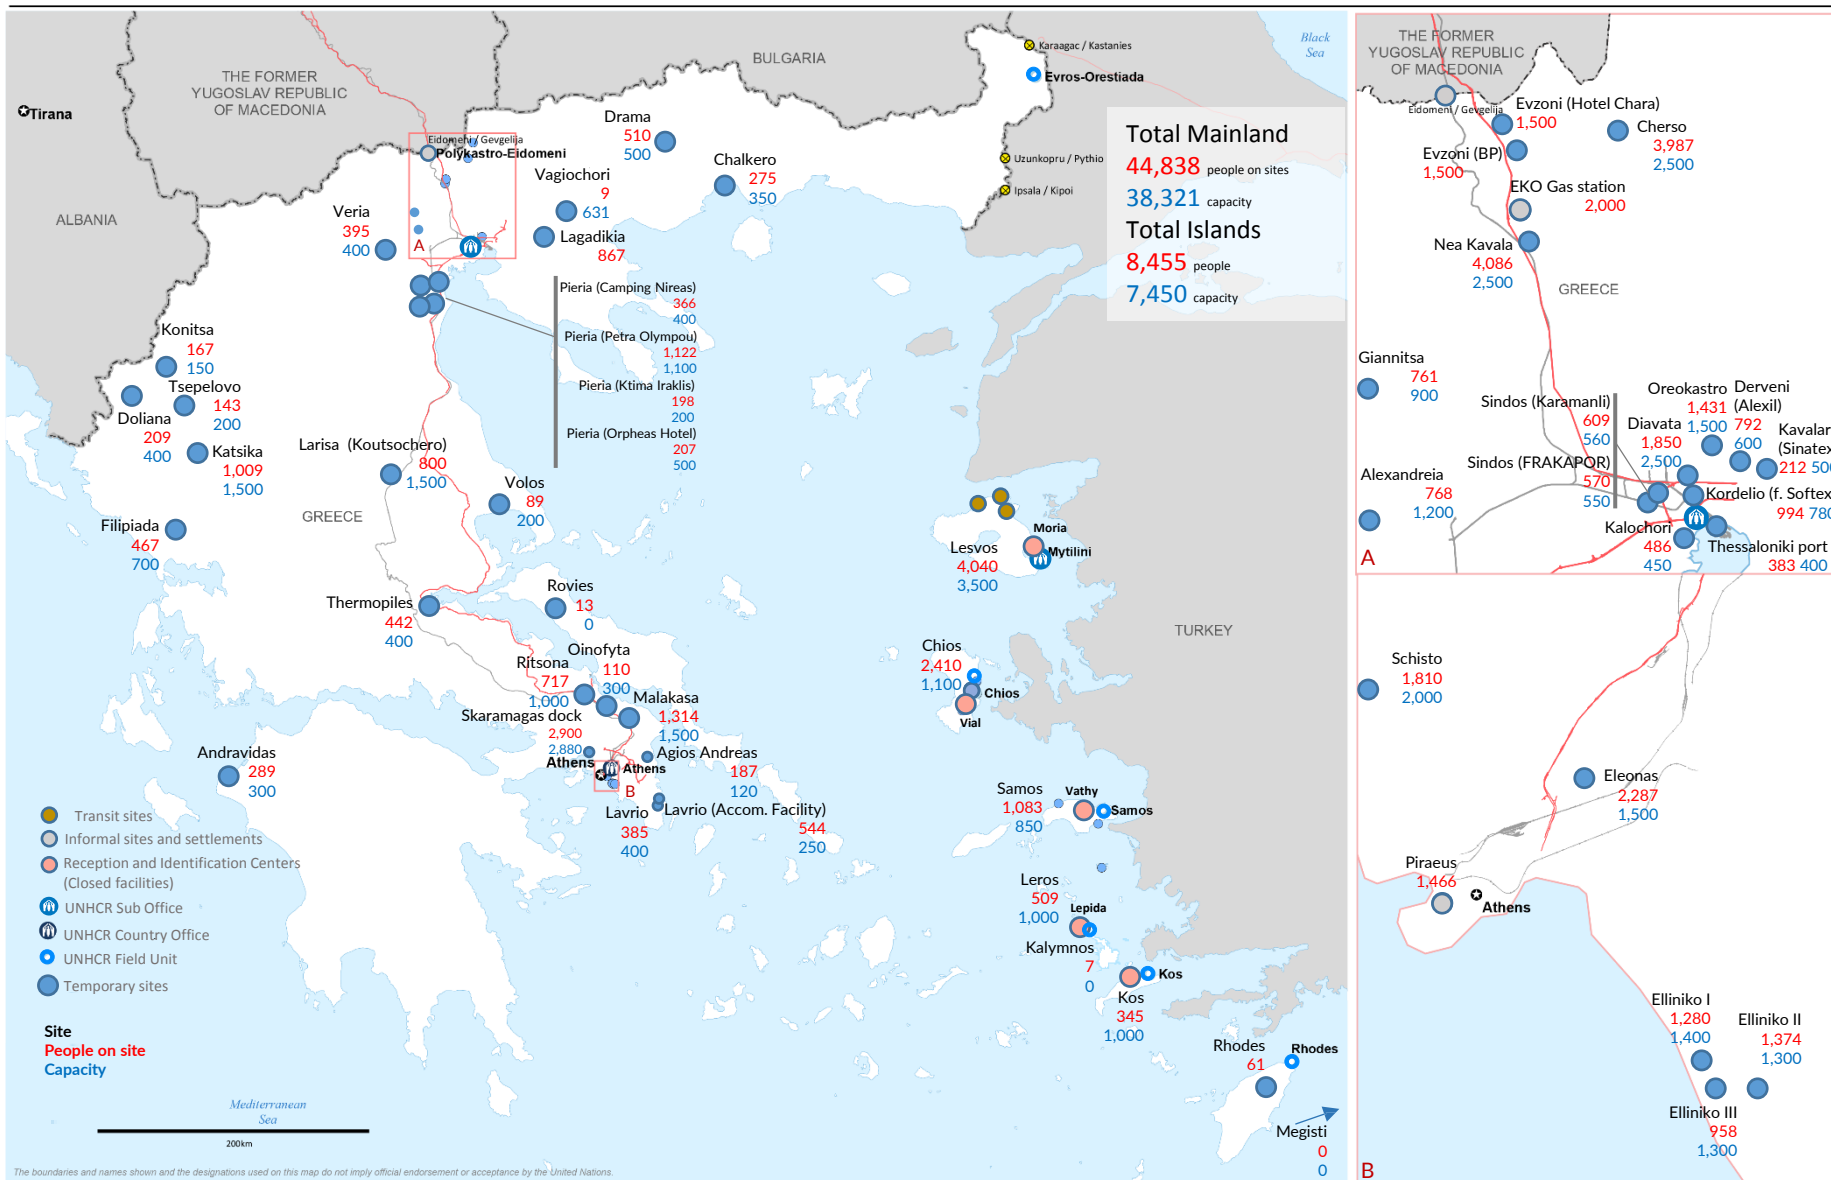 Black
Sea
BULGARIA
THE FORMER
YUGOSLAV REPUBLIC
OF MACEDONIA
Tirana
ALBANIA
Karaagac / Kastanies
Evros-Orestiada
Uzunkopru / Pythio
Ipsala / Kipoi
Total Mainland
44,838 people on sites
38,321 capacity
Total Islands
8,455 people
7,450 capacity
Eidomeni / Gevgelija
Polykastro-Eidomeni
A
Drama
510
500
Chalkero
275
350
Vagiochori
9
631
Lagadikia
867
Veria
395
400
Pieria (Camping Nireas)
366
400
Pieria (Petra Olympou)
1,122
1,100
Pieria (Ktima Iraklis)
198
200
Pieria (Orpheas Hotel)
207
500
Konitsa
167
150
Tsepelovo
143
200
Doliana
209
400
Katsika
1,009
1,500
Larisa (Koutsochero)
800
1,500
Volos
89
200
GREECE
Filipiada
467
700
Thermopiles
442
400
Rovies
13
0
Oinofyta
110
300
Ritsona
717
1,000
Malakasa
1,314
1,500
Skaramagas dock
2,900
2,880
Athens
Athens
B
Agios Andreas
187
120
Lavrio (Accom. Facility)
544
250
Lavrio
385
400
Andravidas
289
300
Moria
Mytilini
Lesvos
4,040
3,500
TURKEY
Chios
2,410
1,100
Chios
Vial
Samos
1,083
850
Vathy
Samos
Leros
509
1,000
Lepida
Kalymnos
7
0
Kos
Kos
345
1,000
Rhodes
61
Rhodes
Megisti
0
0
Transit sites
Informal sites and settlements
Reception and Identification Centers
(Closed facilities)
UNHCR Sub Office
UNHCR Country Office
UNHCR Field Unit
Temporary sites
Site
People on site
Capacity
Mediterranean
Sea
200km
The boundaries and names shown and the designations used on this map do not imply official endorsement or acceptance by the United Nations.
THE FORMER
YUGOSLAV REPUBLIC
OF MACEDONIA
Eidomeni / Gevgelija
Evzoni (Hotel Chara)
1,500
Cherso
3,987
2,500
Evzoni (BP)
1,500
EKO Gas station
2,000
Nea Kavala
4,086
2,500
GREECE
Giannitsa
761
900
Alexandreia
768
1,200
Sindos (Karamanli)
609
560
Sindos (FRAKAPOR)
570
550
Oreokastro
1,431
1,500
Derveni
(Alexil)
792
600
Diavata
1,850
2,500
Kavalar
(Sinatex
212 500
Kordelio (f. Softex
994 780
Kalochori
486
450
Thessaloniki port
383 400
A
Schisto
1,810
2,000
Eleonas
2,287
1,500
Piraeus
1,466
Athens
Elliniko I
1,280
1,400
Elliniko II
1,374
1,300
Elliniko III
958
1,300
B